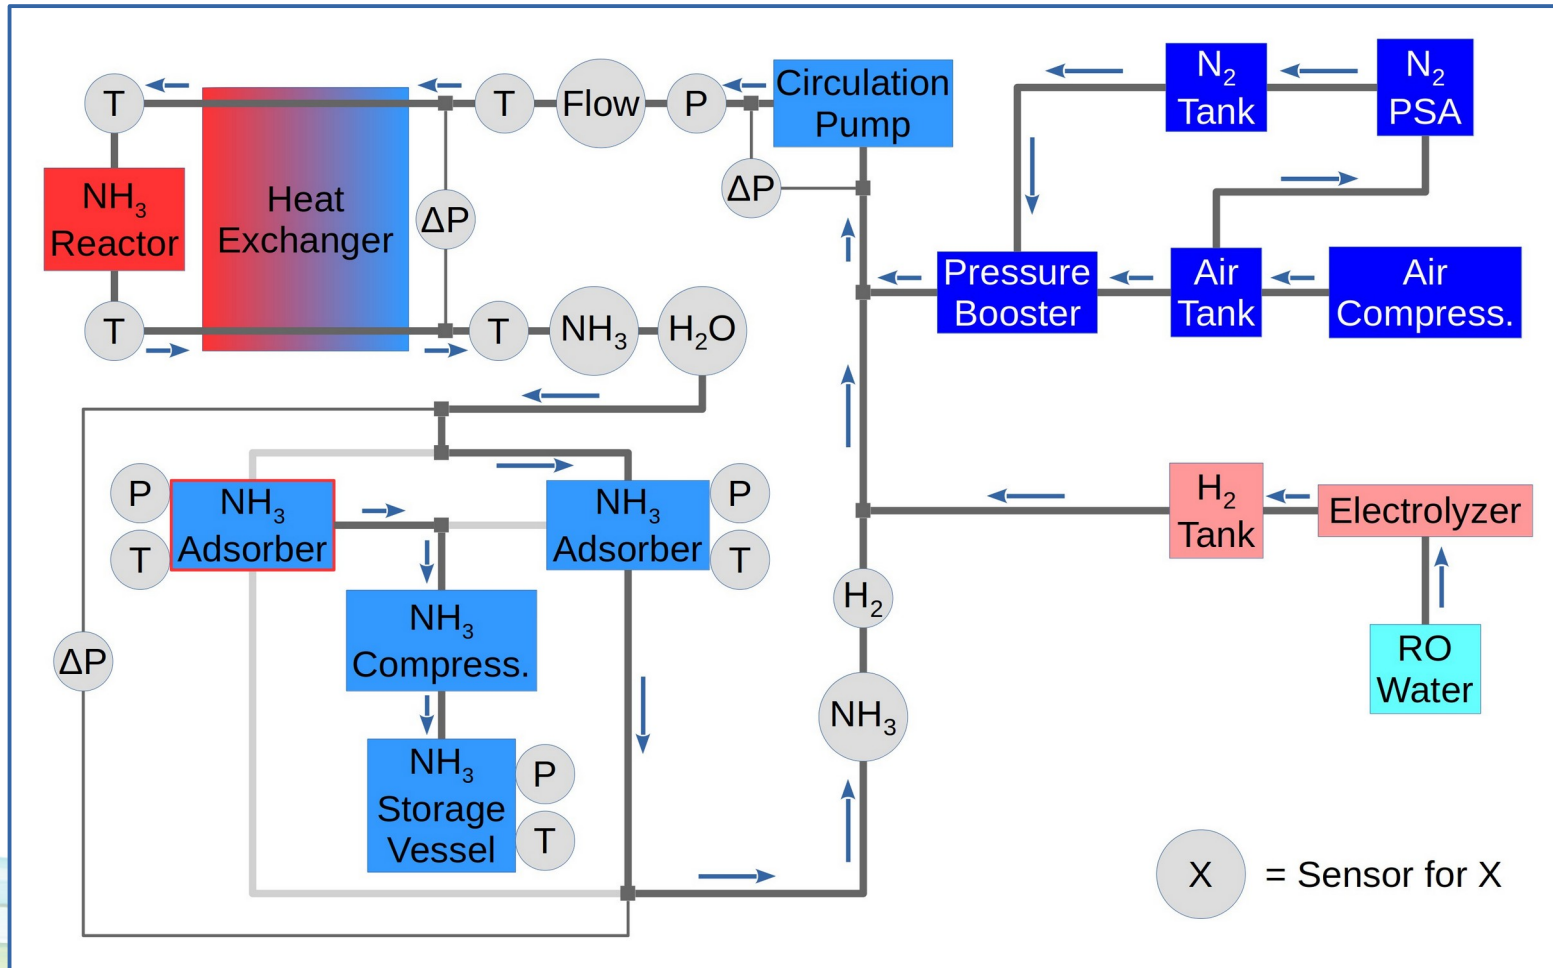 T
Flow
P
Circulation
Pump
N₂
Tank
N₂
PSA
NH₃
Reactor
Heat
Exchanger
ΔP
ΔP
T
T
NH₃
H₂O
Pressure
Booster
Air
Tank
Air
Compress.
P
T
NH₃
Adsorber
NH₃
Adsorber
P
T
H₂
Tank
Electrolyzer
NH₃
Compress.
H₂
RO
Water
ΔP
NH₃
NH₃
Storage
Vessel
P
T
X
= Sensor for X
T